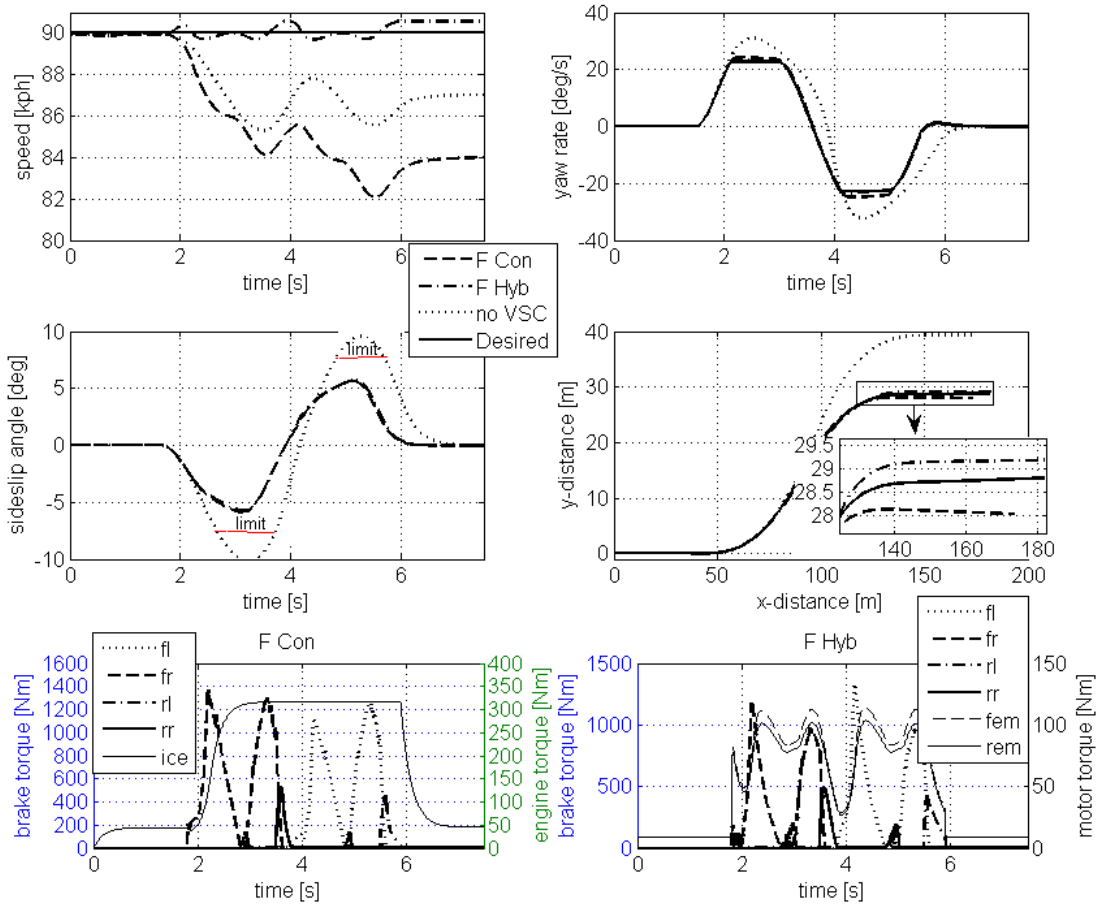 90
88
86
84
82
80
speed [kph]
0
2
4
6
time [s]
40
20
0
-20
-40
yaw rate [deg/s]
0
2
4
6
time [s]
F Con
F Hyb
no VSC
Desired
10
5
0
-5
-10
sideslip angle [deg]
limit
limit
0
2
4
6
time [s]
40
30
20
10
0
y-distance [m]
0
50
100
150
200
x-distance [m]
29.5
29
28.5
28
140
160
180
F Con
fl
fr
rl
rr
ice
1600
1400
1200
1000
800
600
400
200
0
brake torque [Nm]
400
350
300
250
200
150
100
50
0
engine torque [Nm]
0
2
4
6
time [s]
F Hyb
fl
fr
rl
rr
fem
rem
1500
1000
500
0
brake torque [Nm]
150
100
50
0
motor torque [Nm]
0
2
4
6
time [s]